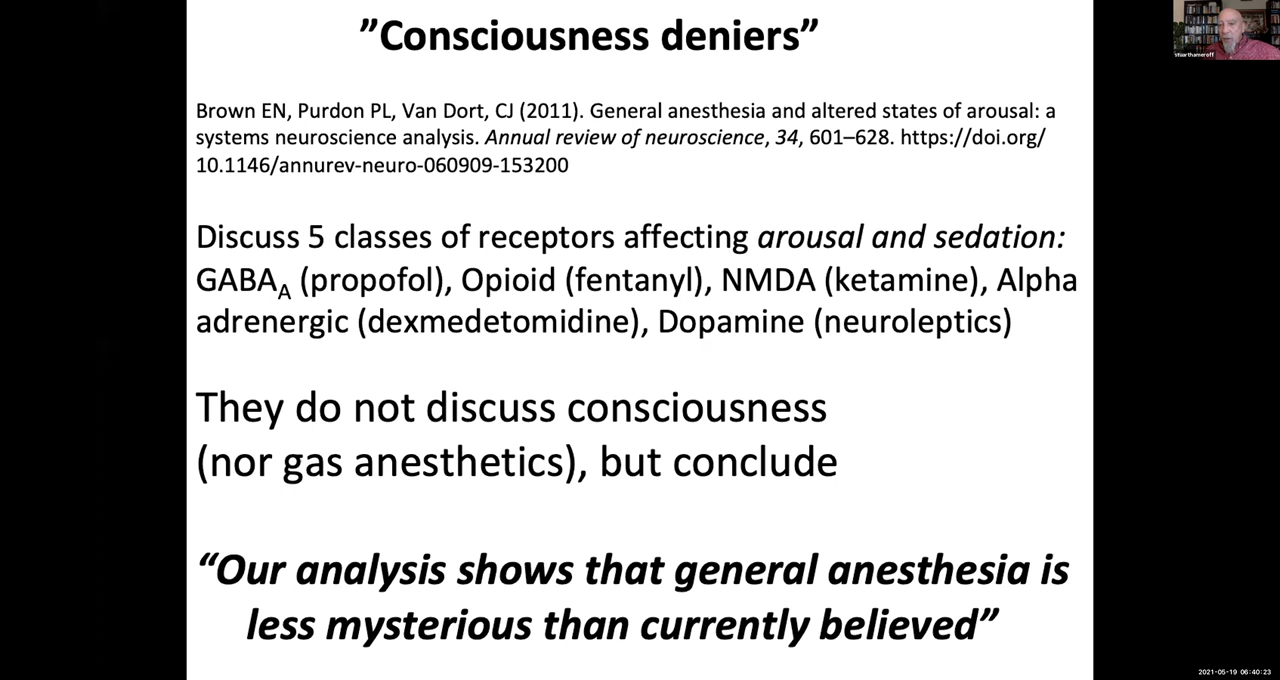 ”Consciousness deniers”
Brown EN, Purdon PL, Van Dort, CJ (2011). General anesthesia and altered states of arousal: a
systems neuroscience analysis. Annual review of neuroscience, 34, 601–628. https://doi.org/
10.1146/annurev-neuro-060909-153200
Discuss 5 classes of receptors affecting arousal and sedation:
GABAA (propofol), Opioid (fentanyl), NMDA (ketamine), Alpha
adrenergic (dexmedetomidine), Dopamine (neuroleptics)
They do not discuss consciousness
(nor gas anesthetics), but conclude
“Our analysis shows that general anesthesia is
less mysterious than currently believed”
stuarthameroff
2021-05-19 06:40:23